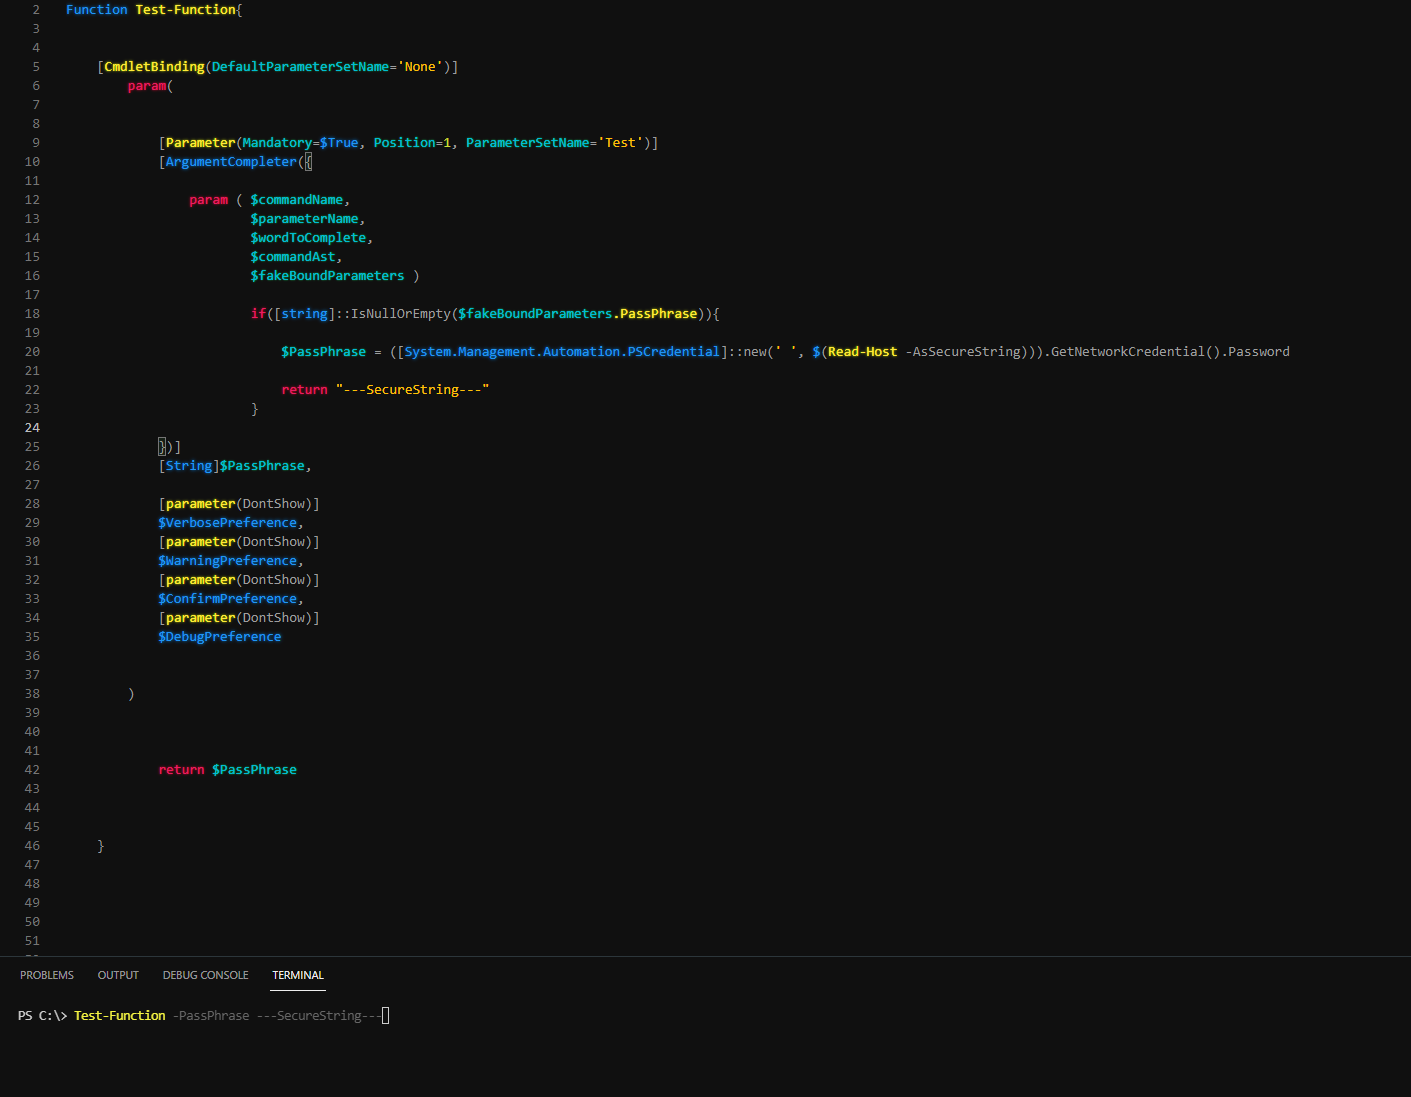 2 Function Test-Function{
3
4
5 [CmdletBinding(DefaultParameterSetName='None')]
6 param(
7
8
9 [Parameter(Mandatory=$True, Position=1, ParameterSetName='Test')]
10 [ArgumentCompleter({
11
12 param ( $commandName,
13 $parameterName,
14 $wordToComplete,
15 $commandAst,
16 $fakeBoundParameters )
17
18 if([string]::IsNullOrEmpty($fakeBoundParameters.PassPhrase)){
19
20 $PassPhrase = ([System.Management.Automation.PSCredential]::new(' ', $(Read-Host -AsSecureString))).GetNetworkCredential().Password
21
22 return "---SecureString---"
23 }
24
25 })]
26 [String]$PassPhrase,
27
28 [parameter(DontShow)]
29 $VerbosePreference,
30 [parameter(DontShow)]
31 $WarningPreference,
32 [parameter(DontShow)]
33 $ConfirmPreference,
34 [parameter(DontShow)]
35 $DebugPreference
36
37
38 )
39
40
41
42 return $PassPhrase
43
44
45
46 }
47
48
49
50
51
PROBLEMS OUTPUT DEBUG CONSOLE TERMINAL
PS C:\> Test-Function -PassPhrase ---SecureString---